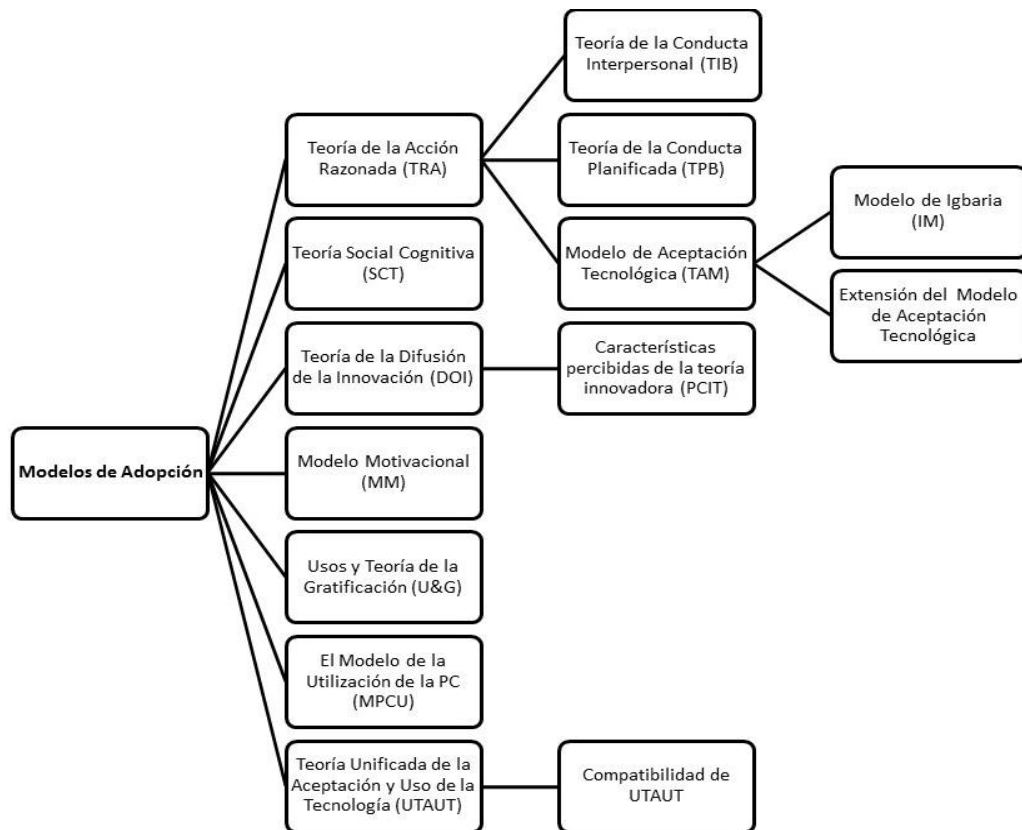 Teoría de la Conducta
Interpersonal (TIB)
Teoría de la Acción
Razonada (TRA)
Teoría de la Conducta
Planificada (TPB)
Modelo de Igbaria
(IM)
Teoría Social Cognitiva
(SCT)
Modelo de Aceptación
Tecnológica (TAM)
Extensión del Modelo
de Aceptación
Tecnológica
Teoría de la Difusión
de la Innovación (DOI)
Características
percibidas de la teoría
innovadora (PCIT)
Modelos de Adopción
Modelo Motivacional
(MM)
Usos y Teoría de la
Gratificación (U&G)
El Modelo de la
Utilización de la PC
(MPCU)
Teoría Unificada de la
Aceptación y Uso de la
Tecnología (UTAUT)
Compatibilidad de
UTAUT